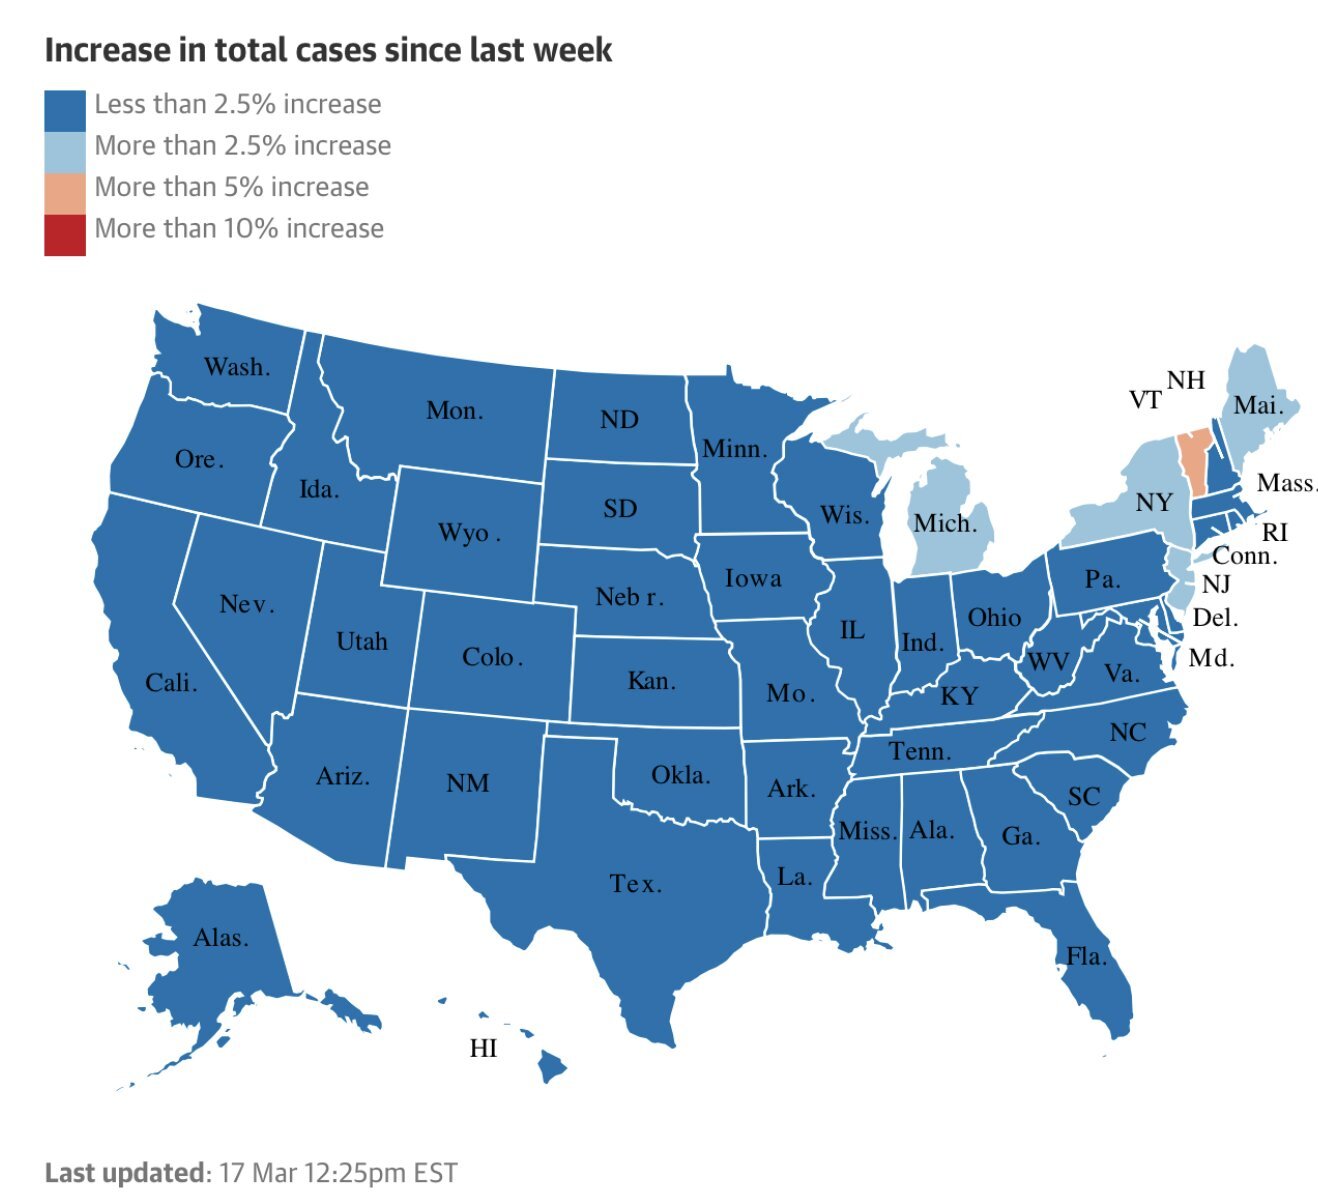 Increase in total cases since last week
Less than 2.5% increase
More than 2.5% increase
More than 5% increase
More than 10% increase
Wash.
Mon.
ND
Minn.
VT
NH
Mai.
Ore.
Ida.
SD
Wis.
Mich.
NY
Mass.
Wyo.
RI
Conn.
Nev.
Nebr.
Iowa
Pa.
NJ
Utah
Colo.
IL
Ind.
Ohio
Del.
Cali.
Kan.
Mo.
WV
Va.
Md.
KY
Ariz.
NM
Okla.
Ark.
Tenn.
NC
SC
Miss.
Ala.
Ga.
Tex.
La.
Alas.
Fla.
HI
Last updated: 17 Mar 12:25pm EST